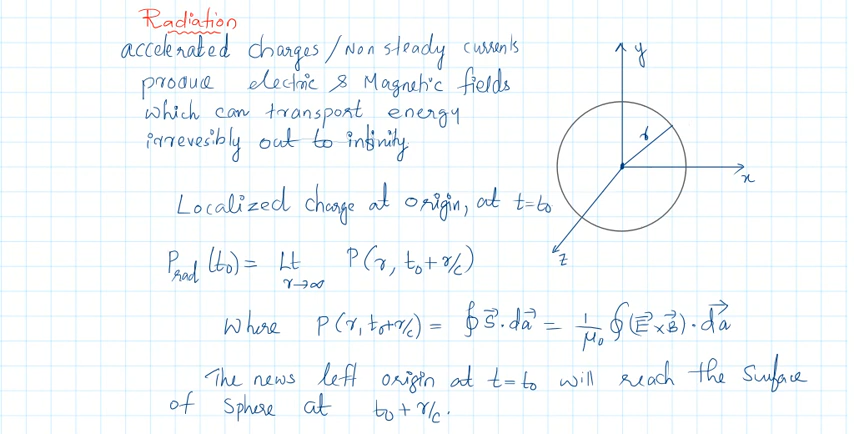 Radiation
accelerated charges / Non steady currents
produce electric & Magnetic fields
which can transport energy
irrevesibly out to infinity
y
r
x
z
Localized charge at origin, at t=t₀
P_rad (t₀) = Lt_{r→∞} P(r, t₀+r/c)
Where P(r, t₀+r/c) = ∮ S⃗ . da⃗ = 1/μ₀ ∮ (E⃗ × B⃗) . da⃗
The news left origin at t=t₀ will reach the Surface
of Sphere at t₀+r/c.